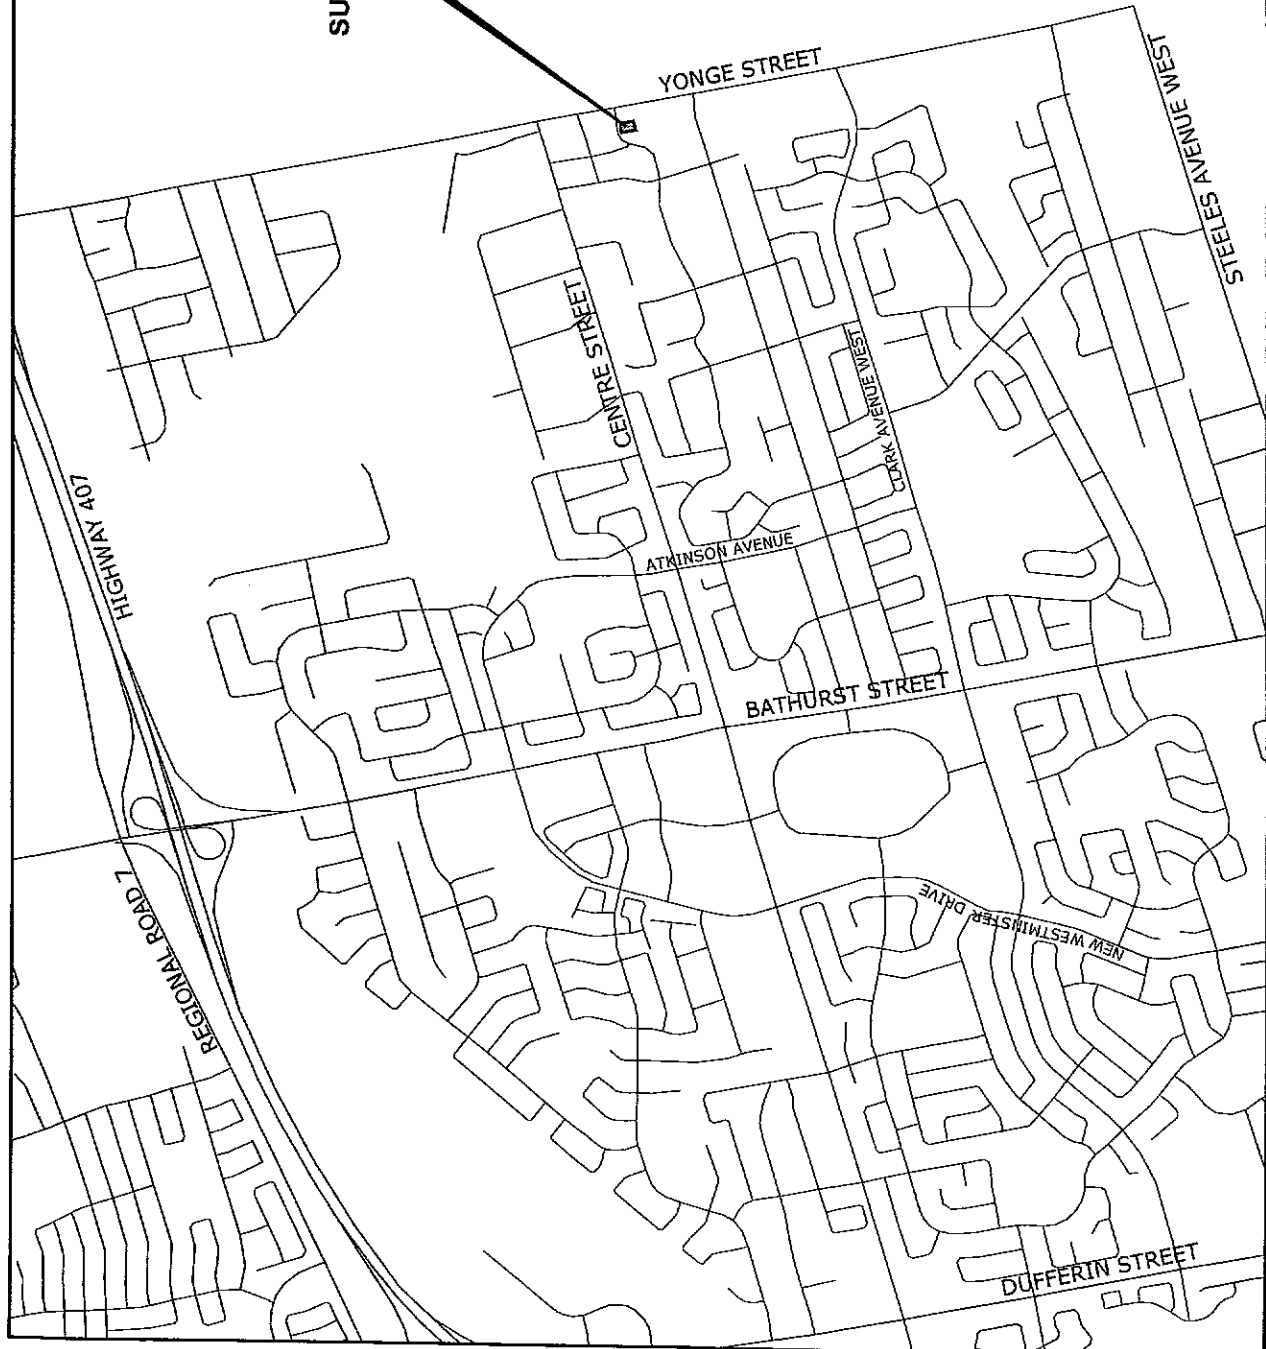 SU
YONGE STREET
STEELES AVENUE WEST
CENTRE STREET
CLARK AVENUE WEST
HIGHWAY 407
ATKINSON AVENUE
BATHURST STREET
REGIONAL ROAD 7
NEW WESTMINSTER DRIVE
DUFFERIN STREET